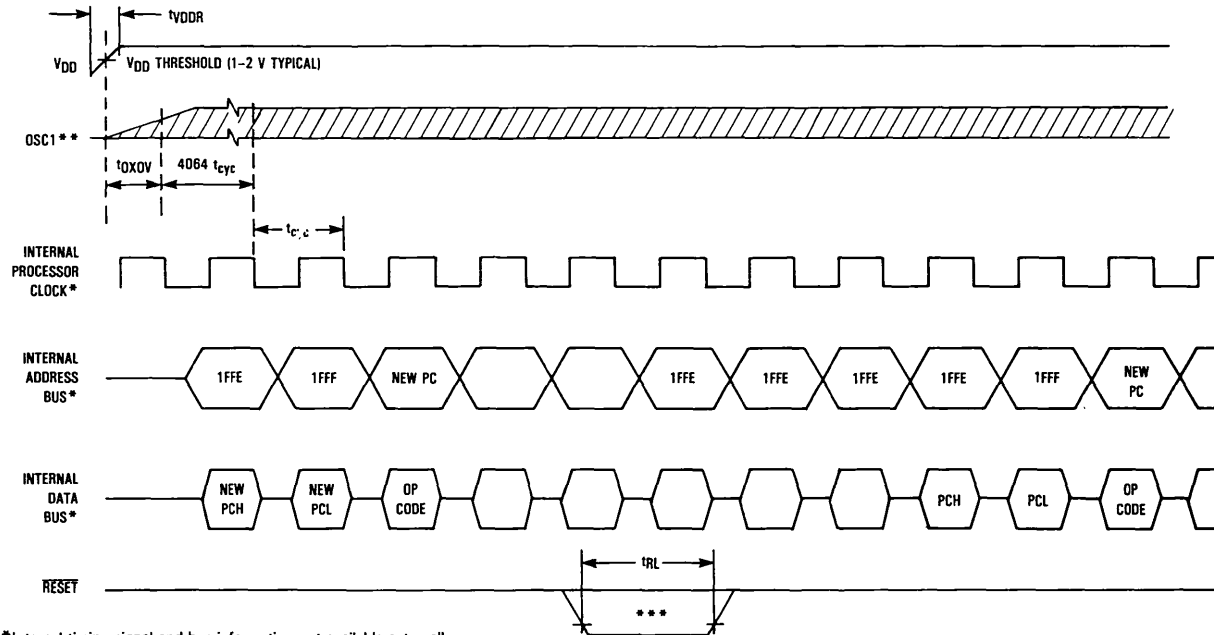 tVDDR
VDD
VDD THRESHOLD (1–2 V TYPICAL)
OSC1**
tOXOV
4064 tcyc
INTERNAL
PROCESSOR
CLOCK*
INTERNAL
ADDRESS
BUS*
1FFE
1FFF
NEW PC
1FFE
1FFE
1FFE
1FFE
1FFF
NEW
PC
INTERNAL
DATA
BUS*
NEW
PCH
NEW
PCL
OP
CODE
PCH
PCL
OP
CODE
tRL
RESET
***